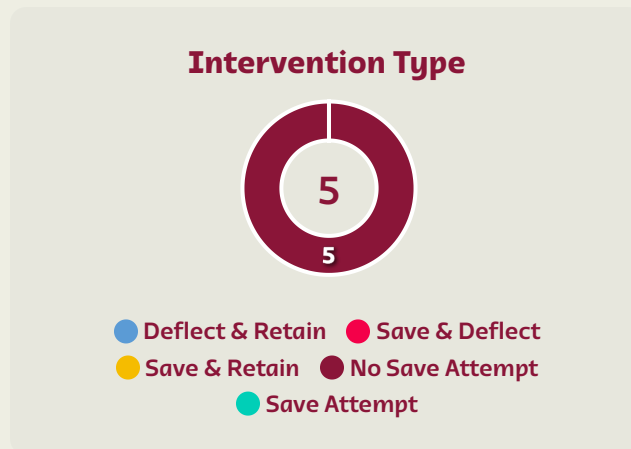 Intervention Type
5
5
Deflect & Retain Save & Deflect
Save & Retain No Save Attempt
Save Attempt